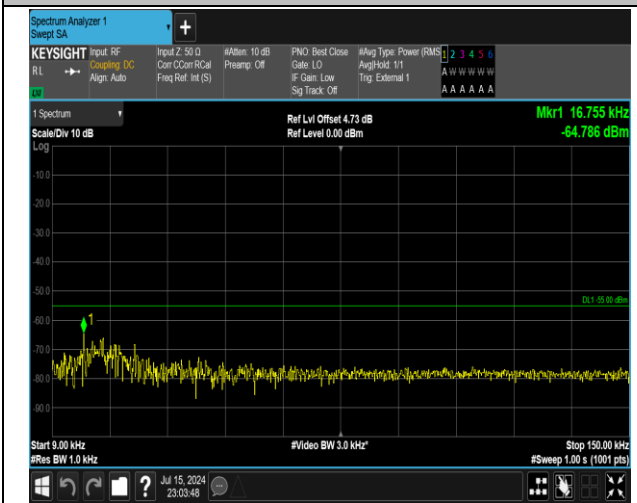 Spectrum Analyzer 1
Swept SA
+
KEYSIGHT Input: RF Input Z: 50 Ω #Atten: 10 dB PNO: Best Close #Avg Type: Power (RMS 1 2 3 4 5 6
RL Coupling: DC Corr CCorr RCal Preamp: Off Gate: LO Avg|Hold: 1/1 A W W W W W
Align: Auto Freq Ref: Int (S) IF Gain: Low Trig: External 1
LXI Sig Track: Off A A A A A A
1 Spectrum Ref Lvl Offset 4.73 dB Mkr1 16.755 kHz
Scale/Div 10 dB Ref Level 0.00 dBm -64.786 dBm
Log
-10.0
-20.0
-30.0
-40.0
-50.0
DL1 -55.00 dBm
-60.0
1
-70.0
-80.0
-90.0
Start 9.00 kHz #Video BW 3.0 kHz* Stop 150.00 kHz
#Res BW 1.0 kHz #Sweep 1.00 s (1001 pts)
? Jul 15, 2024
23:03:48